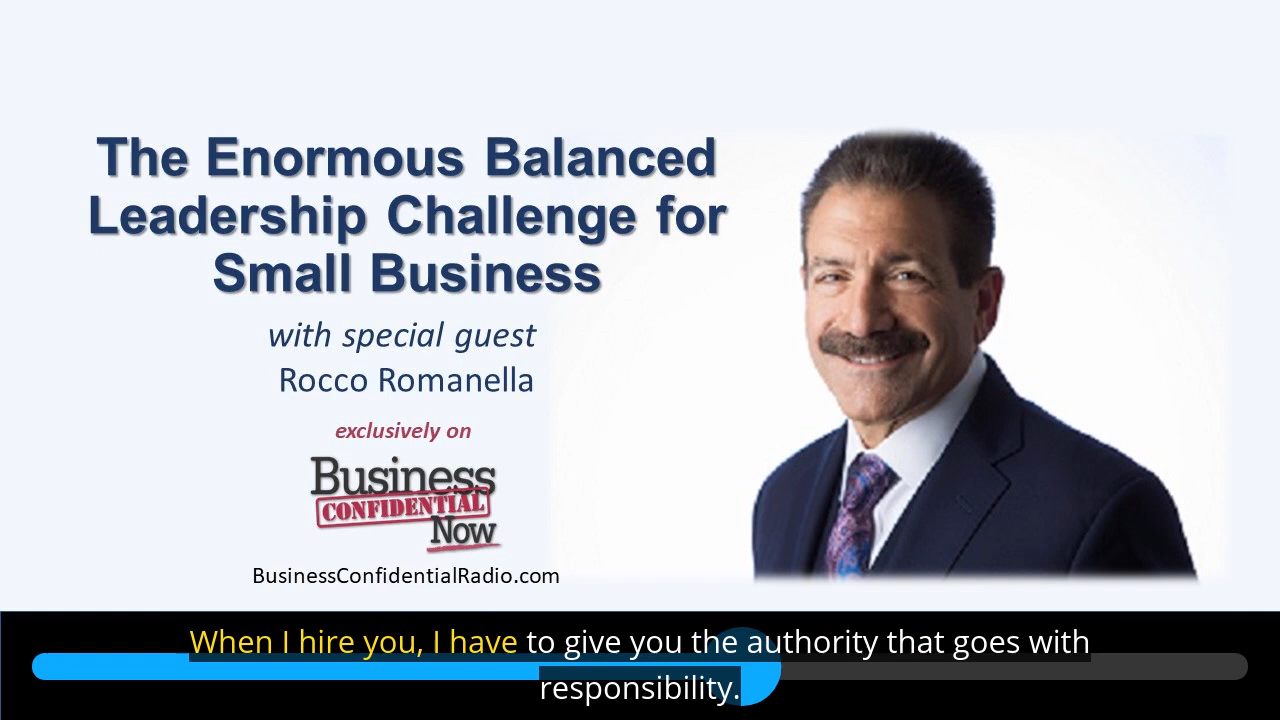 The Enormous Balanced
Leadership Challenge for
Small Business
with special guest
Rocco Romanella
exclusively on
Business
CONFIDENTIAL
Now
BusinessConfidentialRadio.com
When I hire you, I have to give you the authority that goes with
responsibility.